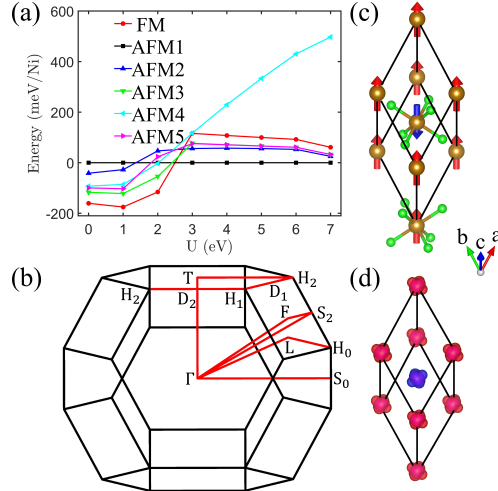 (a)
Energy (meV/Ni)
600
400
200
0
-200
FM
AFM1
AFM2
AFM3
AFM4
AFM5
0 1 2 3 4 5 6 7
U (eV)
(b)
T
H₂
H₂
D₂
H₁
D₁
F
S₂
L
H₀
Γ
S₀
(c)
b c a
(d)